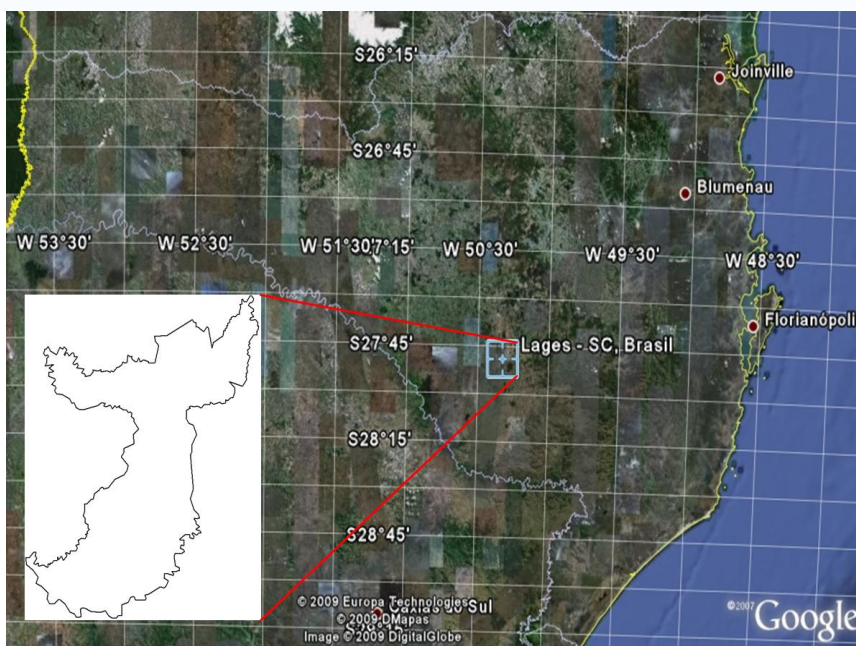 S26°15'
Joinville
S26°45'
Blumenau
W 53°30'
W 52°30'
W 51°30'
7°15'
W 50°30'
W 49°30'
W 48°30'
Florianópoli
S27°45'
Lages - SC, Brasil
S28°15'
S28°45'
© 2009 Europa Technologies
© 2009 DMapas
Image © 2009 DigitalGlobe
©2007 Google